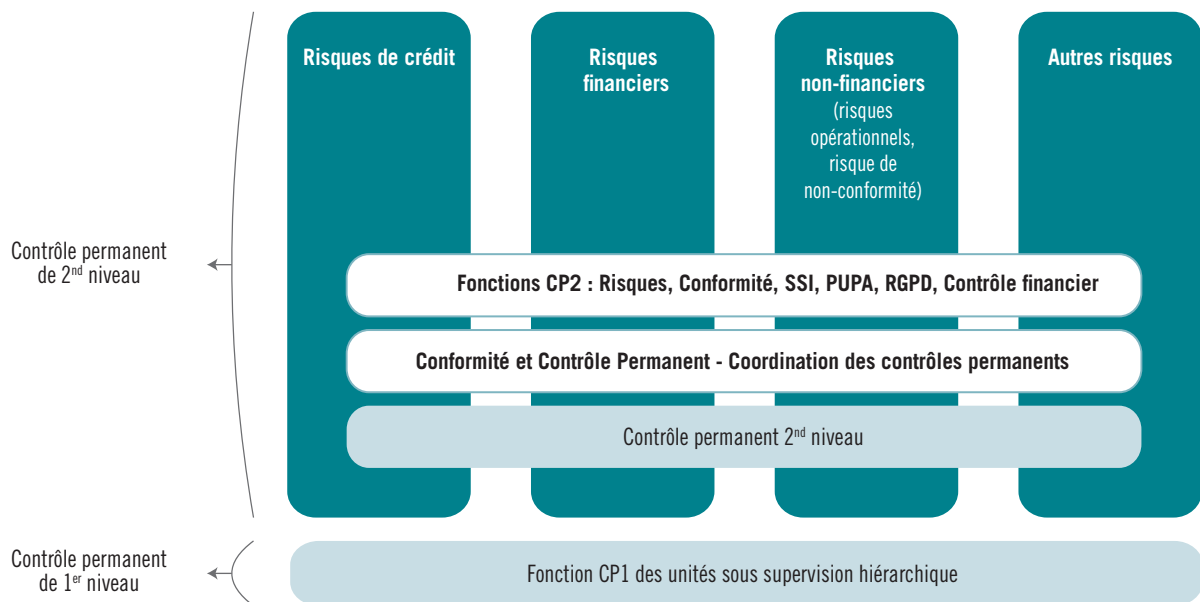 Risques de crédit
Risques
financiers
Risques
non-financiers
(risques
opérationnels,
risque de
non-conformité)
Autres risques
Contrôle permanent
de 2nd niveau
Fonctions CP2 : Risques, Conformité, SSI, PUPA, RGPD, Contrôle financier
Conformité et Contrôle Permanent - Coordination des contrôles permanents
Contrôle permanent 2nd niveau
Contrôle permanent
de 1er niveau
Fonction CP1 des unités sous supervision hiérarchique